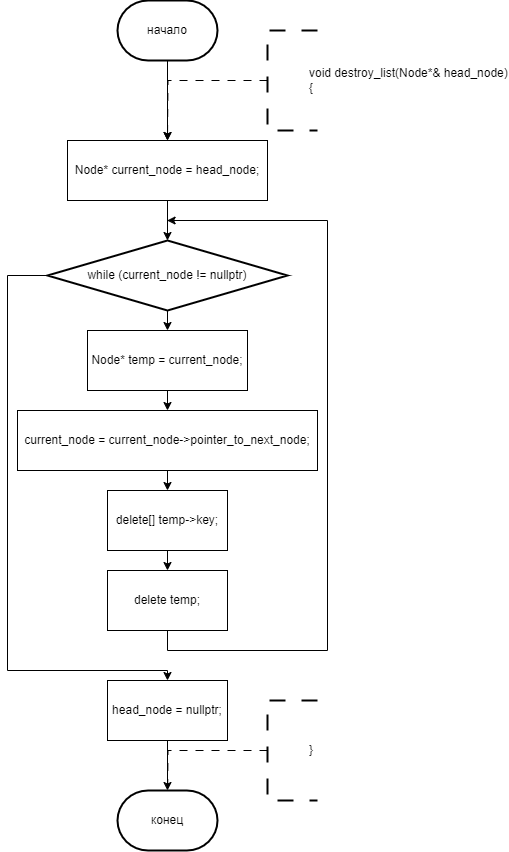 начало
void destroy_list(Node*& head_node)
{
Node* current_node = head_node;
while (current_node != nullptr)
Node* temp = current_node;
current_node = current_node->pointer_to_next_node;
delete[] temp->key;
delete temp;
head_node = nullptr;
}
конец